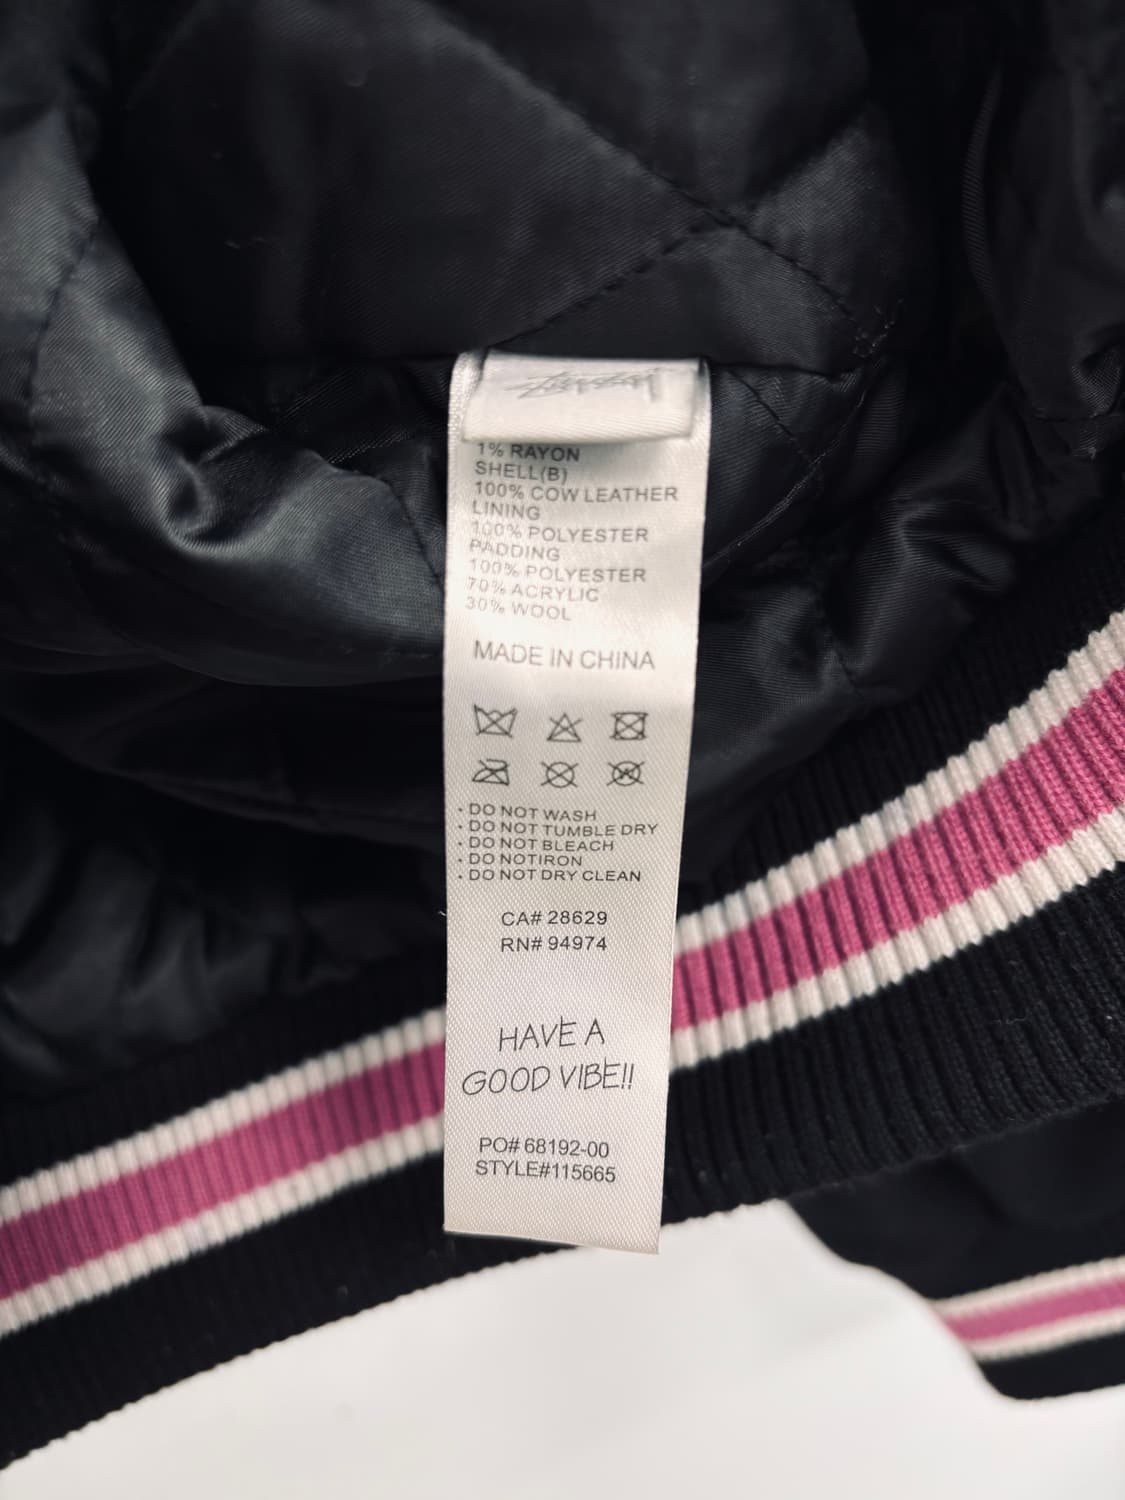 Stussy
1% RAYON
SHELL(B)
100% COW LEATHER
LINING
100% POLYESTER
PADDING
100% POLYESTER
70% ACRYLIC
30% WOOL
MADE IN CHINA
• DO NOT WASH
• DO NOT TUMBLE DRY
• DO NOT BLEACH
• DO NOTIRON
• DO NOT DRY CLEAN
CA# 28629
RN# 94974
HAVE A
GOOD VIBE!!
PO# 68192-00
STYLE#115665